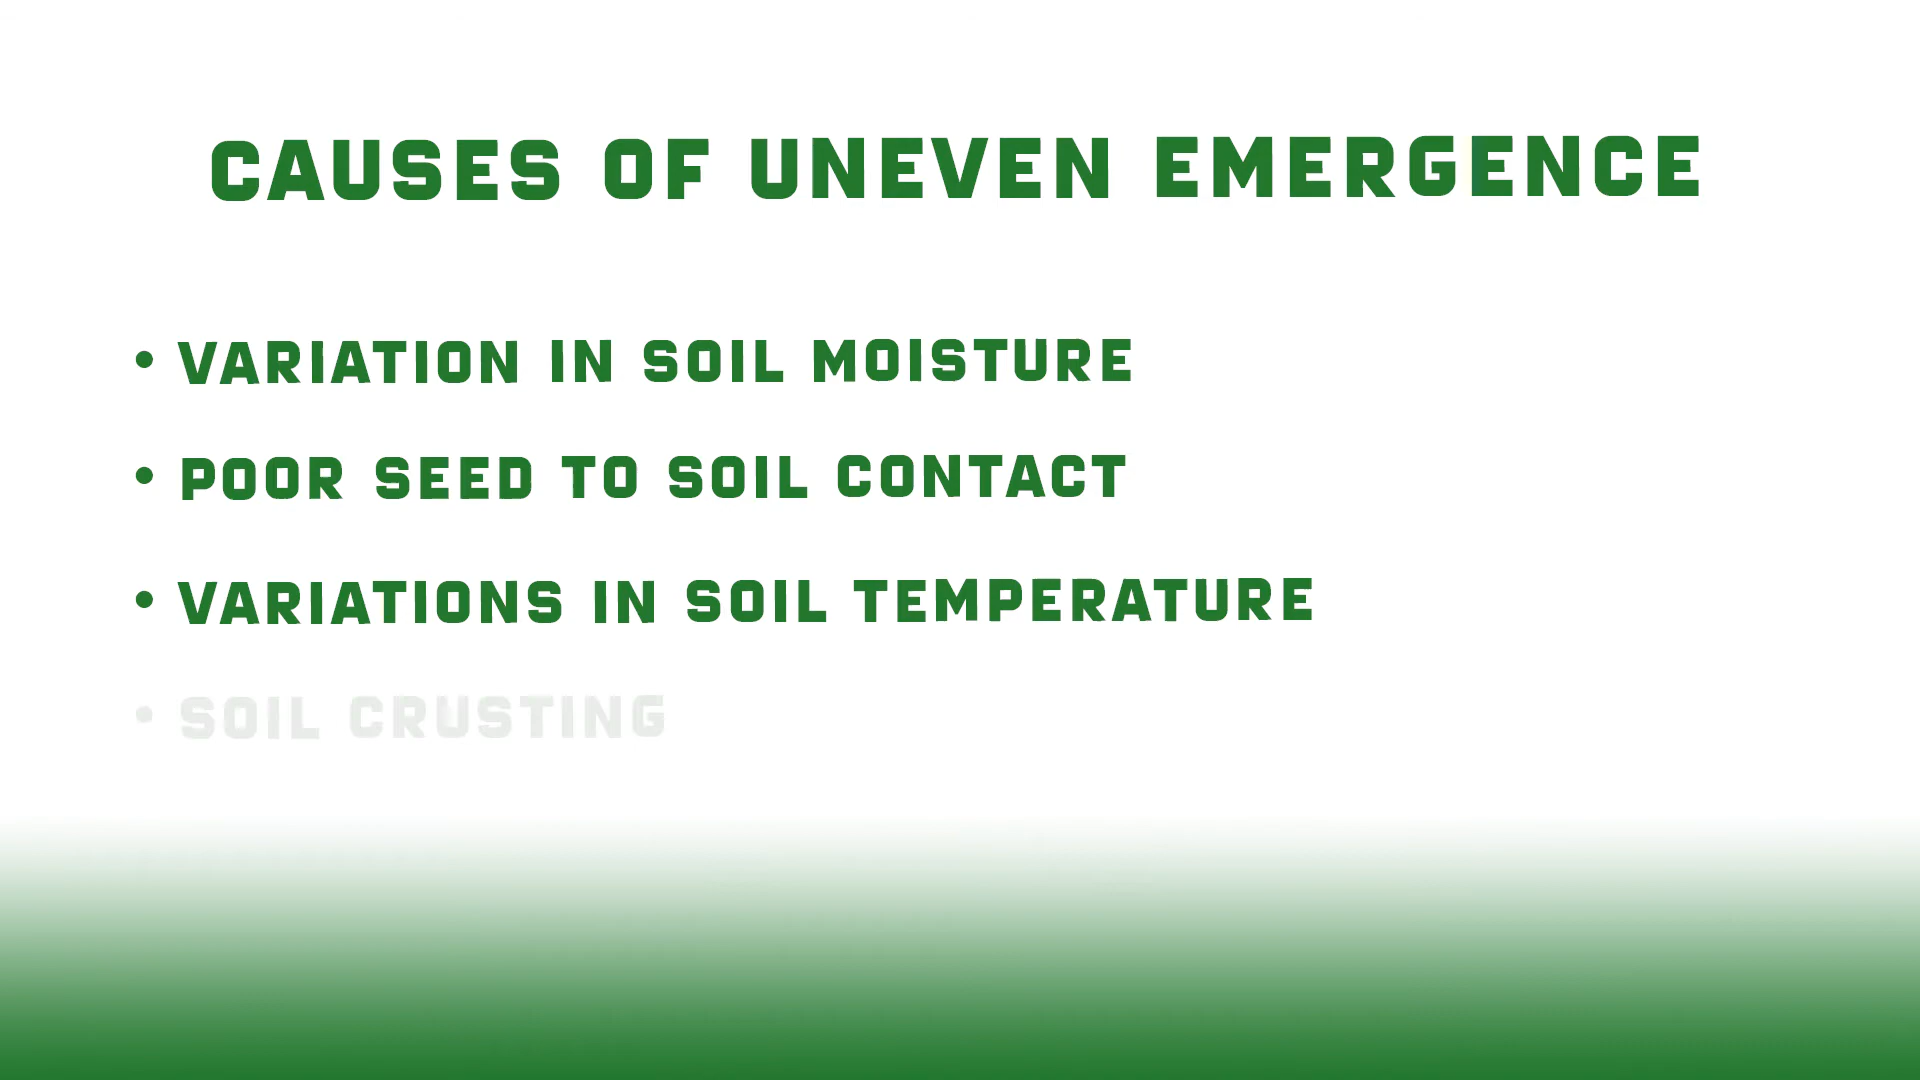 CAUSES OF UNEVEN EMERGENCE
• VARIATION IN SOIL MOISTURE
• POOR SEED TO SOIL CONTACT
• VARIATIONS IN SOIL TEMPERATURE
• SOIL CRUSTING